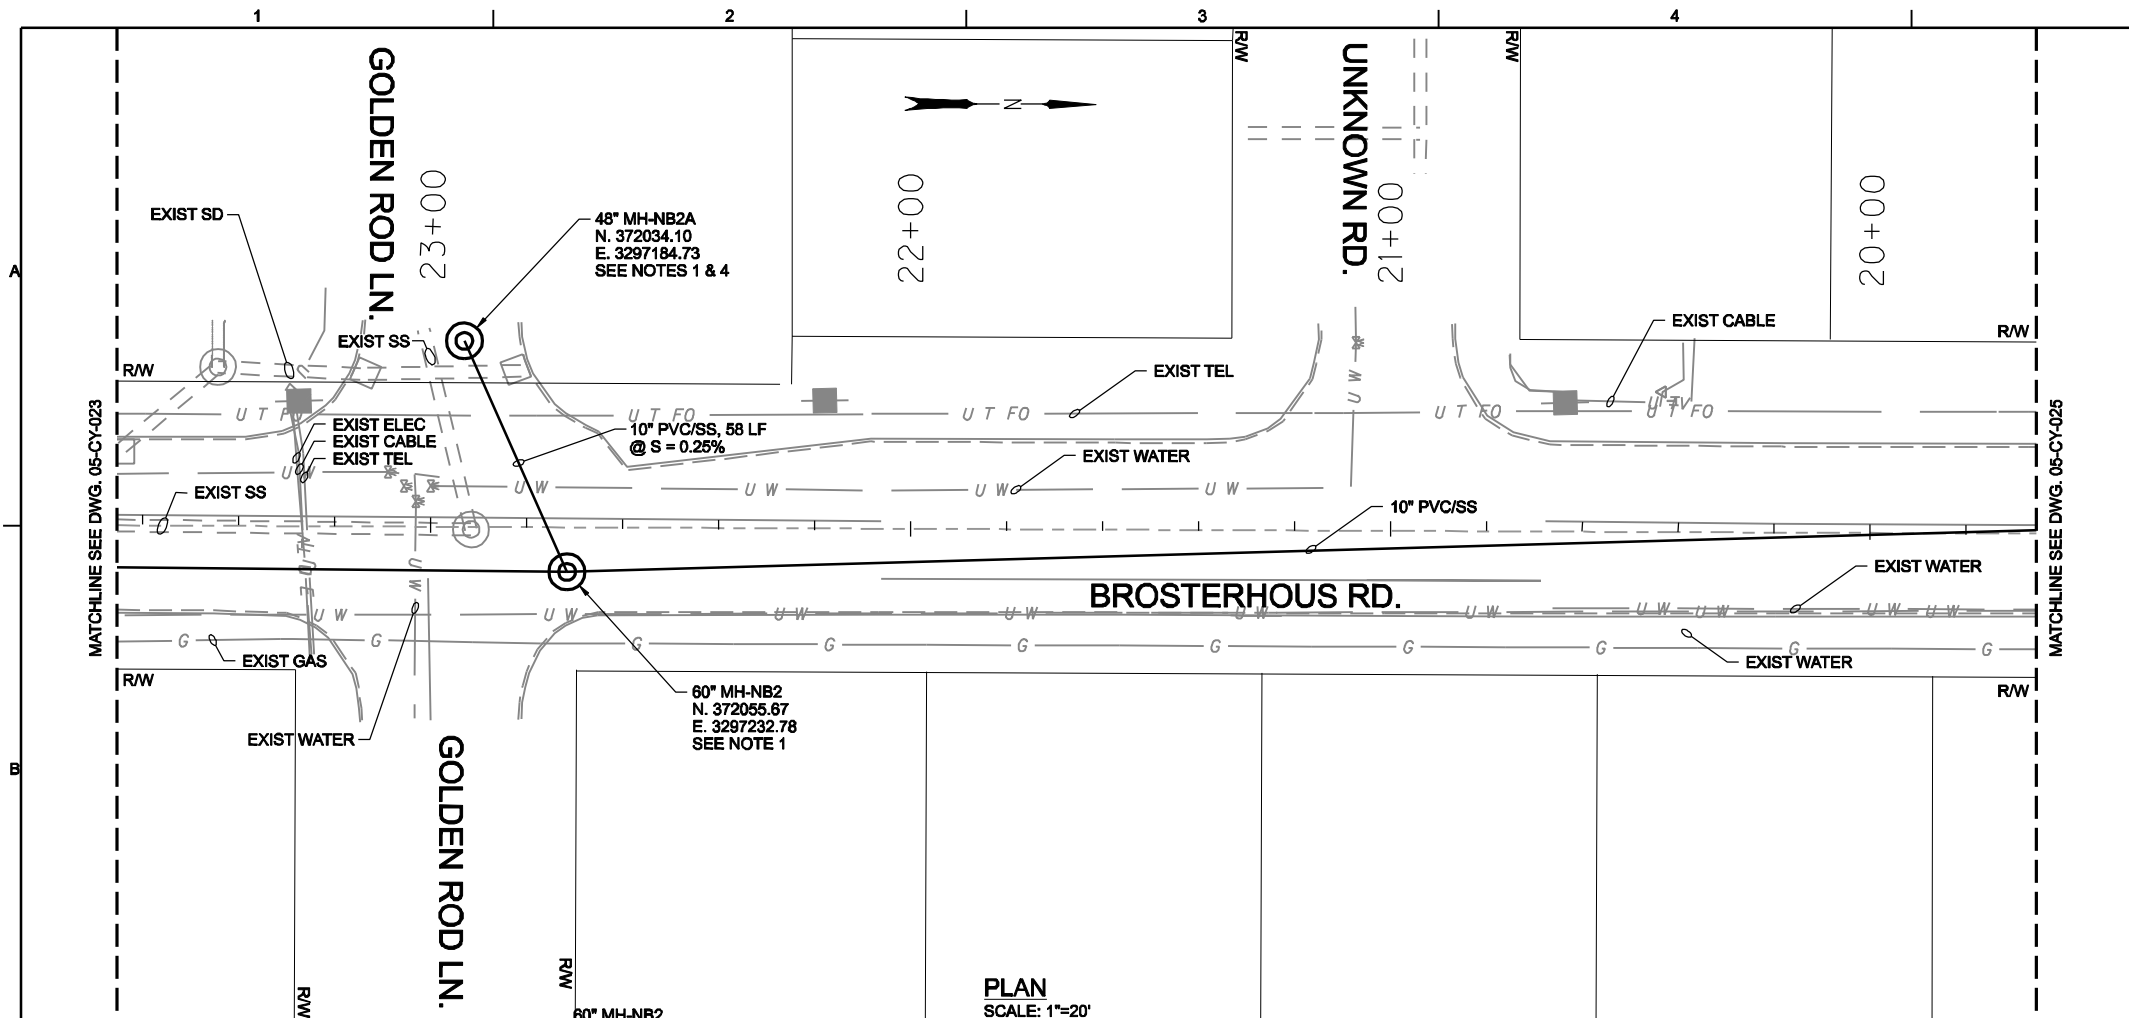 1
2
3
4
A
B
GOLDEN ROD LN.
23+00
22+00
UNKNOWN RD.
21+00
20+00
R/W
R/W
N
EXIST SD
48" MH-NB2A
N. 372034.10
E. 3297184.73
SEE NOTES 1 & 4
EXIST SS
EXIST CABLE
R/W
R/W
EXIST TEL
U T FO
U T FO
U T FO
U T FO
EXIST ELEC
EXIST CABLE
EXIST TEL
10" PVC/SS, 58 LF
@ S = 0.25%
EXIST WATER
U W
U W
U W
U W
U W
U W
EXIST SS
10" PVC/SS
MATCHLINE SEE DWG. 05-CY-023
MATCHLINE SEE DWG. 05-CY-025
U W
BROSTERHOUS RD.
EXIST WATER
U W
U W
U W
U W
U W
U W
U W
U W
U W
U W
G
G
G
G
G
G
G
G
G
G
EXIST GAS
EXIST WATER
R/W
R/W
60" MH-NB2
N. 372055.67
E. 3297232.78
SEE NOTE 1
EXIST WATER
GOLDEN ROD LN.
R/W
R/W
PLAN
SCALE: 1"=20'
60" MH-NB2